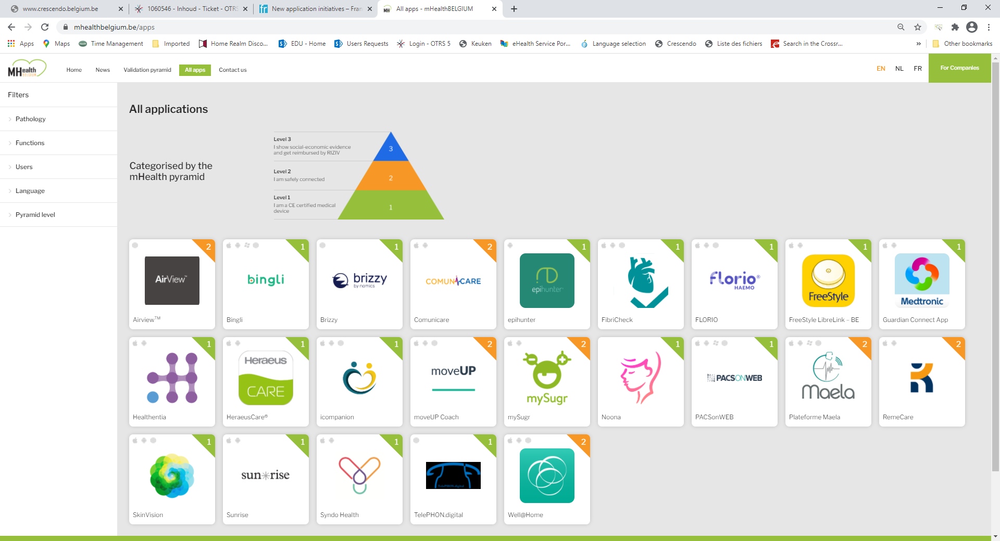 www.crescendo.belgium.be
1060546 - Inhoud - Ticket - OTRS
New application initiatives – Fran
All apps - mHealthBELGIUM
mhealthbelgium.be/apps
Apps
Maps
Time Management
Imported
Home Realm Disco...
EDU - Home
Users Requests
Login - OTRS 5
Keuken
eHealth Service Por...
Language selection
Crescendo
Liste des fichiers
Search in the Crossr...
»
Other bookmarks
MHealth
BELGIUM
Home
News
Validation pyramid
All apps
Contact us
EN
NL
FR
For Companies
Filters
Pathology
Functions
Users
Language
Pyramid level
All applications
Categorised by the
mHealth pyramid
Level 3
I show social-economic evidence
and get reimbursed by RIZIV
Level 2
I am safely connected
Level 1
I am a CE certified medical
device
3
2
1
2
AirView™
Airview™
1
bingli
Bingli
1
brizzy
by nomics
Brizzy
2
COMUNICARE
Comunicare
1
epihunter
epihunter
1
FibriCheck
1
florio®
HAEMO
FLORIO
1
FreeStyle
FreeStyle LibreLink – BE
1
Medtronic
Guardian Connect App
1
Healthentia
1
Heraeus
CARE
HeraeusCare®
1
icompanion
2
moveUP
moveUP Coach
2
mySugr
mySugr
1
Noona
1
PACSONWEB
PACSonWEB
2
Maela
Plateforme Maela
2
RemeCare
1
SkinVision
1
sun rise
Sunrise
1
Syndo Health
1
TelePHON.digital
TelePHON.digital
2
Well@Home